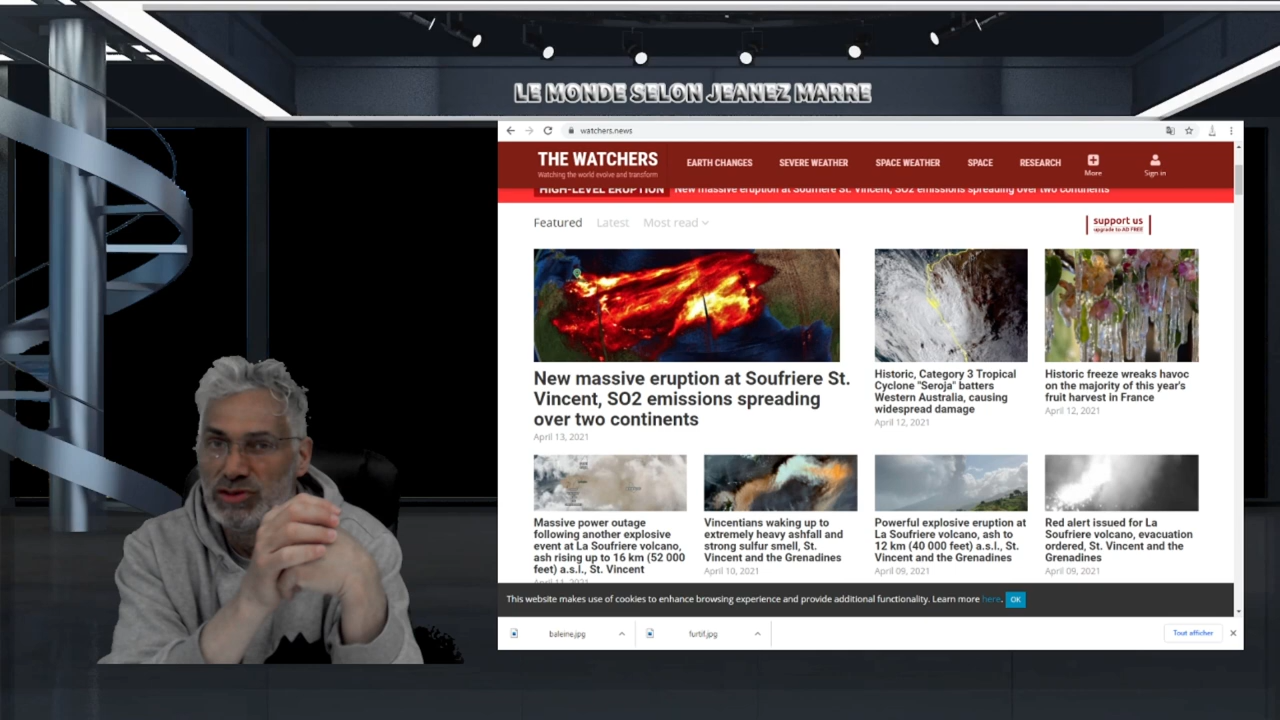 LE MONDE SELON JEANEZ MARRE
watchers.news
THE WATCHERS
Watching the world evolve and transform
EARTH CHANGES
SEVERE WEATHER
SPACE WEATHER
SPACE
RESEARCH
More
Sign in
HIGH-LEVEL ERUPTION New massive eruption at Soufriere St. Vincent, SO2 emissions spreading over two continents
Featured Latest Most read
support us
upgrade to AD FREE
New massive eruption at Soufriere St.
Vincent, SO2 emissions spreading
over two continents
April 13, 2021
Historic, Category 3 Tropical
Cyclone "Seroja" batters
Western Australia, causing
widespread damage
April 12, 2021
Historic freeze wreaks havoc
on the majority of this year's
fruit harvest in France
April 12, 2021
Massive power outage
following another explosive
event at La Soufriere volcano,
ash rising up to 16 km (52 000
feet) a.s.l., St. Vincent
April 11, 2021
Vincentians waking up to
extremely heavy ashfall and
strong sulfur smell, St.
Vincent and the Grenadines
April 10, 2021
Powerful explosive eruption at
La Soufriere volcano, ash to
12 km (40 000 feet) a.s.l., St.
Vincent and the Grenadines
April 09, 2021
Red alert issued for La
Soufriere volcano, evacuation
ordered, St. Vincent and the
Grenadines
April 09, 2021
This website makes use of cookies to enhance browsing experience and provide additional functionality. Learn more here. OK
baleine.jpg
furtif.jpg
Tout afficher